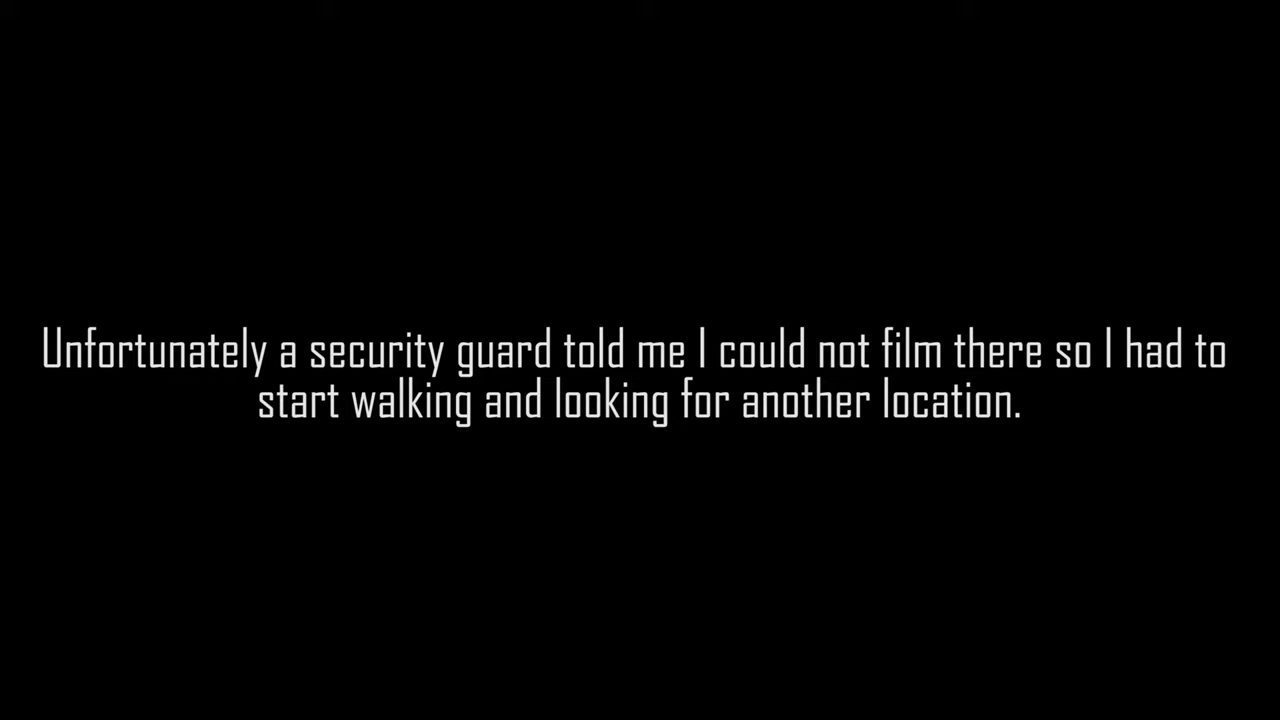 Unfortunately a security guard told me I could not film there so I had to
start walking and looking for another location.